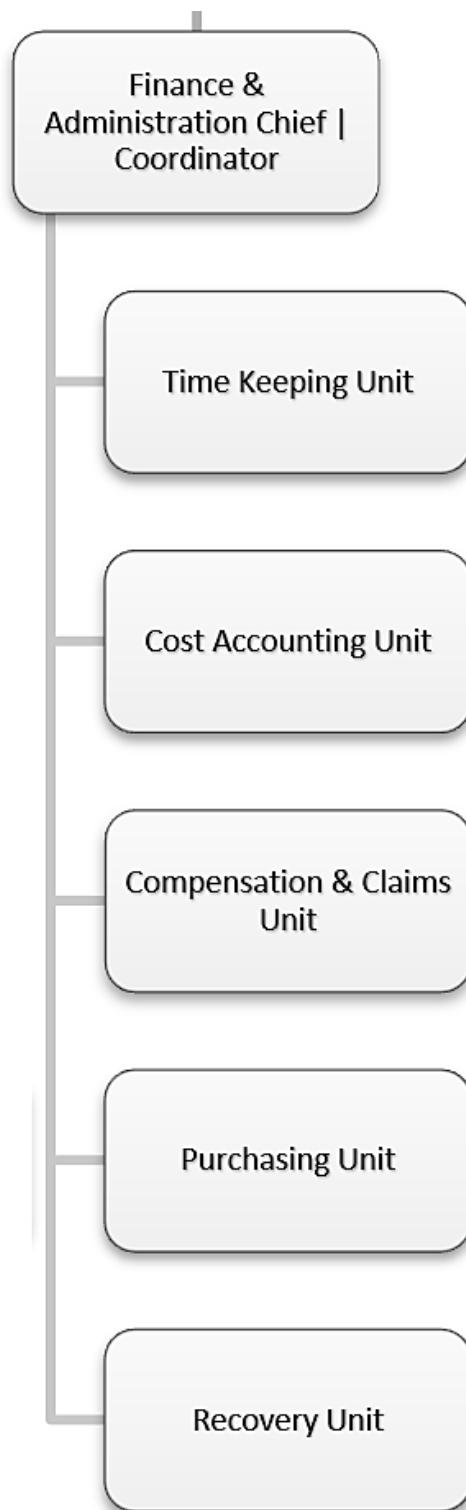 Finance &
Administration Chief |
Coordinator
Time Keeping Unit
Cost Accounting Unit
Compensation & Claims
Unit
Purchasing Unit
Recovery Unit